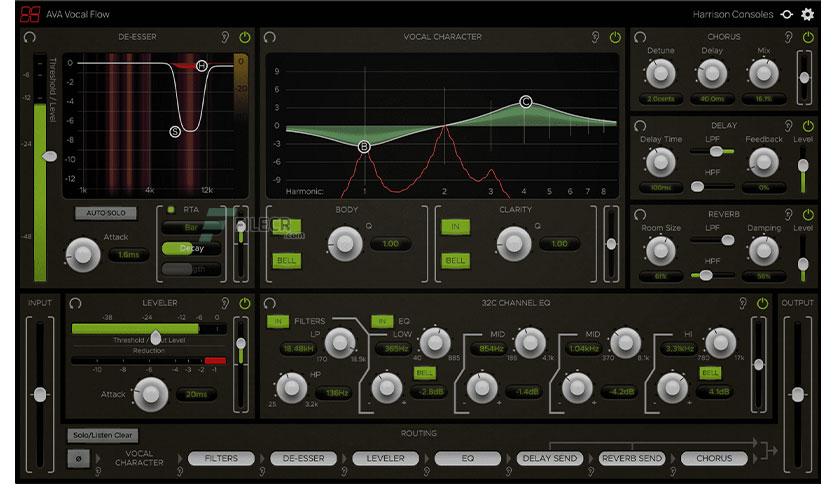 AVA Vocal Flow
Harrison Consoles
DE-ESSER
Threshold / Level
-6
-12
-24
-48
0
-2
-4
-6
-8
-10
-12
1k 4k 12k
0
-10
-20
H
S
AUTO SOLO
Attack
1.6ms
RTA
Bar
Decay
VOCAL CHARACTER
9
6
3
0
-3
-6
-9
B
C
Harmonic: 1 2 3 4 5 6 7 8
BODY
BELL
Q
1.00
CLARITY
IN
BELL
Q
1.00
FILECR
.com
CHORUS
Detune Delay Mix
2.0cents 40.0ms 16.1%
DELAY
Delay Time LPF Feedback Level
HPF
100ms 0%
REVERB
Room Size LPF Damping Level
HPF
61% 56%
INPUT
LEVELER
-38 -24 -12 -6 0
Threshold / Input Level
Reduction
-10 -8 -6 -4 -3 -2 -1
Attack
20ms
32C CHANNEL EQ
IN FILTERS
LP
18.48kH
170 18.5k
HP
136Hz
25 3.2k
IN EQ
LOW
365Hz
40 885
BELL
-2.8dB
- +
MID
854Hz
186 4.1k
-1.4dB
- +
MID
1.04kHz
370 8.2k
-4.2dB
- +
HI
3.31kHz
780 17k
BELL
4.1dB
- +
OUTPUT
Solo/Listen Clear
ROUTING
Ø
VOCAL CHARACTER
FILTERS
DE-ESSER
LEVELER
EQ
DELAY SEND
REVERB SEND
CHORUS